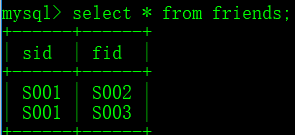 mysql> select * from friends;
+------+------+
| sid  | fid  |
+------+------+
| S001 | S002 |
| S001 | S003 |
+------+------+